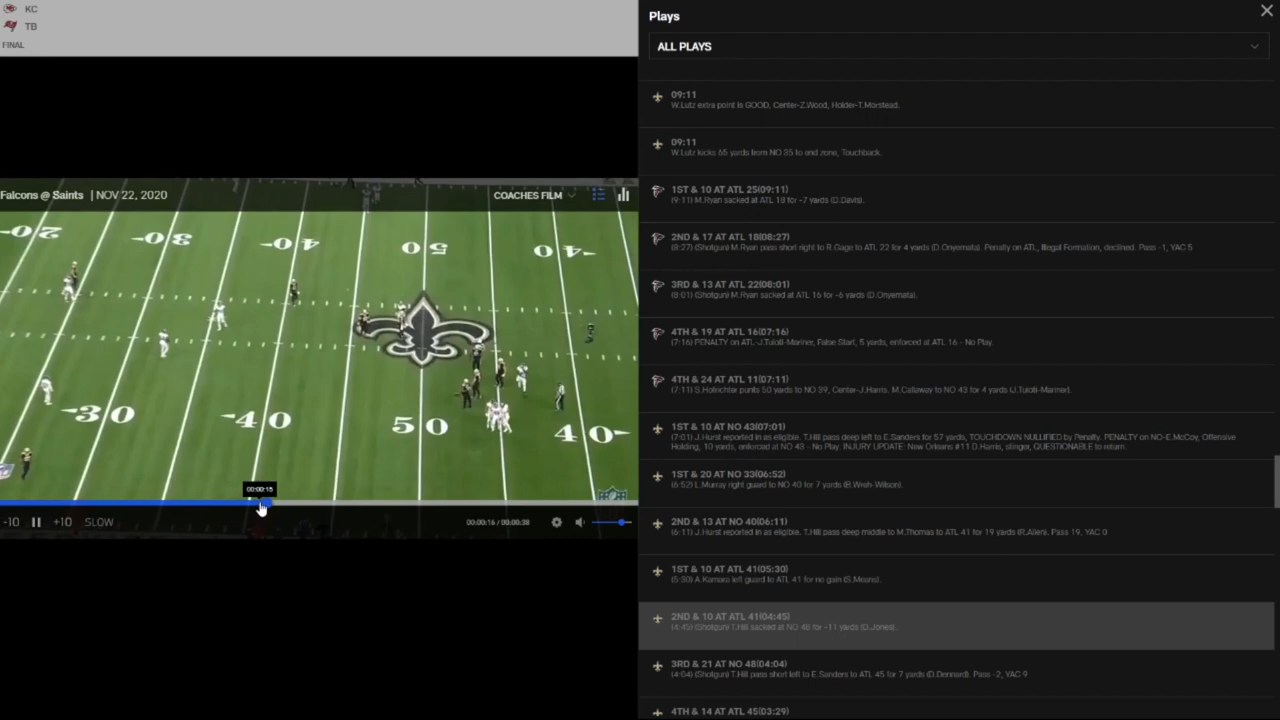 KC
TB
FINAL
Falcons @ Saints | NOV 22, 2020
COACHES FILM
20 30 40 50 40
30 40 50 40
00:00:15
-10 +10 SLOW
00:00:16 / 00:00:38
Plays
ALL PLAYS
09:11
W.Lutz extra point is GOOD, Center-Z.Wood, Holder-T.Morstead.
09:11
W.Lutz kicks 65 yards from NO 35 to end zone, Touchback.
1ST & 10 AT ATL 25(09:11)
(9:11) M.Ryan sacked at ATL 18 for -7 yards (D.Davis).
2ND & 17 AT ATL 18(08:27)
(8:27) (Shotgun) M.Ryan pass short right to R.Gage to ATL 22 for 4 yards (D.Onyemata). Penalty on ATL, Illegal Formation, declined. Pass -1, YAC 5
3RD & 13 AT ATL 22(08:01)
(8:01) (Shotgun) M.Ryan sacked at ATL 16 for -6 yards (D.Onyemata).
4TH & 19 AT ATL 16(07:16)
(7:16) PENALTY on ATL-J.Tuioti-Mariner, False Start, 5 yards, enforced at ATL 16 - No Play.
4TH & 24 AT ATL 11(07:11)
(7:11) S.Hofrichter punts 50 yards to NO 39, Center-J.Harris. M.Callaway to NO 43 for 4 yards (J.Tuioti-Mariner).
1ST & 10 AT NO 43(07:01)
(7:01) J.Hurst reported in as eligible. T.Hill pass deep left to E.Sanders for 57 yards, TOUCHDOWN NULLIFIED by Penalty. PENALTY on NO-E.McCoy, Offensive
Holding, 10 yards, enforced at NO 43 - No Play. INJURY UPDATE: New Orleans #11 D.Harris, stinger, QUESTIONABLE to return.
1ST & 20 AT NO 33(06:52)
(6:52) L.Murray right guard to NO 40 for 7 yards (B.Wreh-Wilson).
2ND & 13 AT NO 40(06:11)
(6:11) J.Hurst reported in as eligible. T.Hill pass deep middle to M.Thomas to ATL 41 for 19 yards (R.Allen). Pass 19, YAC 0
1ST & 10 AT ATL 41(05:30)
(5:30) A.Kamara left guard to ATL 41 for no gain (S.Means).
2ND & 10 AT ATL 41(04:45)
(4:45) (Shotgun) T.Hill sacked at NO 48 for -11 yards (D.Jones).
3RD & 21 AT NO 48(04:04)
(4:04) (Shotgun) T.Hill pass short left to E.Sanders to ATL 45 for 7 yards (D.Dennard). Pass -2, YAC 9
4TH & 14 AT ATL 45(03:29)